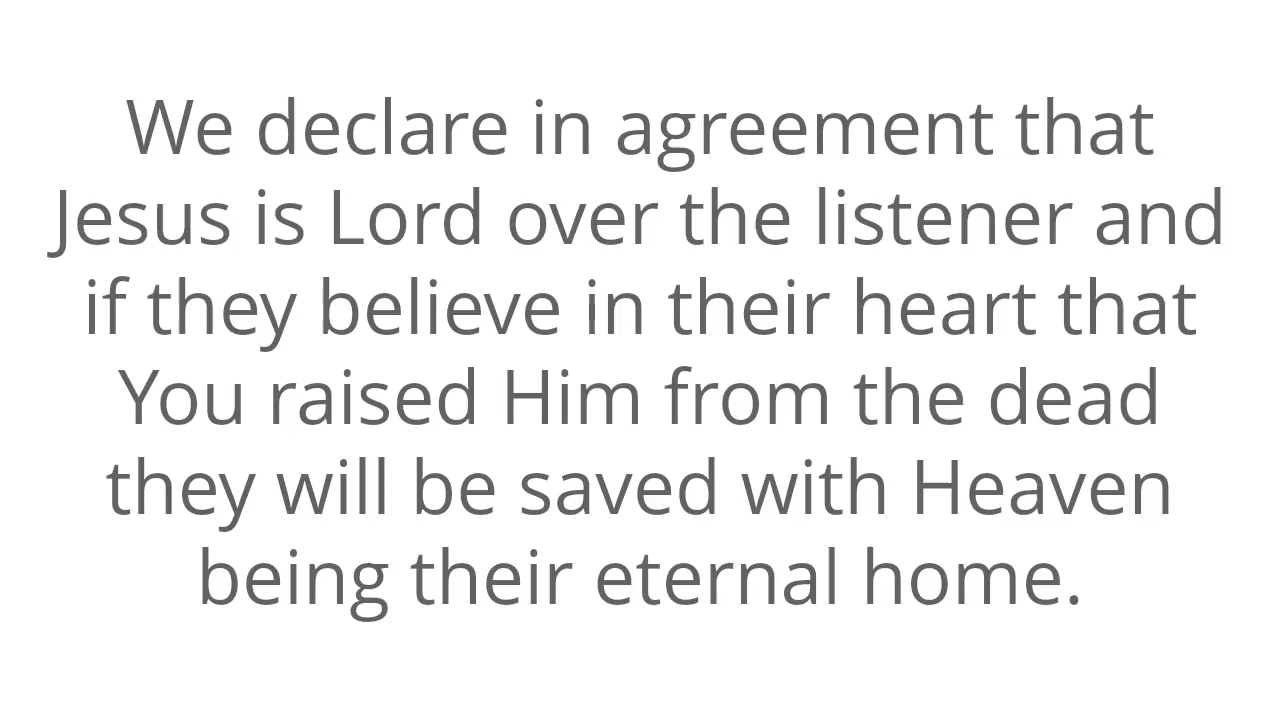 We declare in agreement that
Jesus is Lord over the listener and
if they believe in their heart that
You raised Him from the dead
they will be saved with Heaven
being their eternal home.